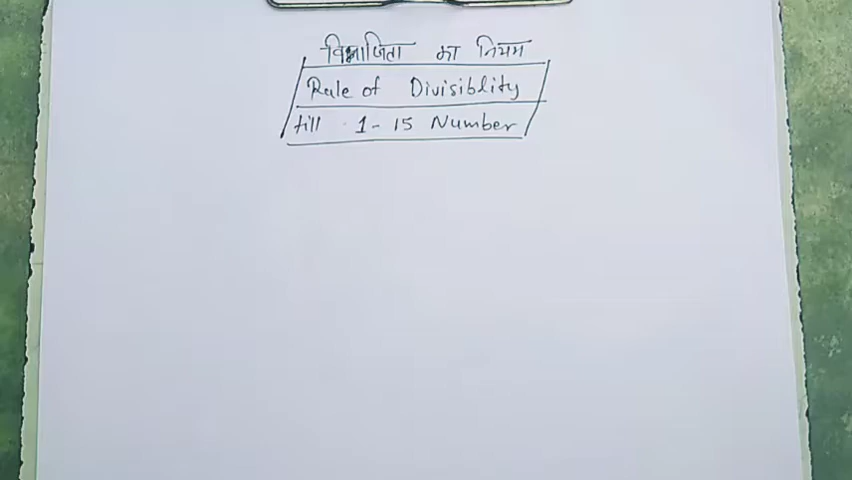 विभाजिता का नियम
Rule of Divisiblity
till 1 - 15 Number